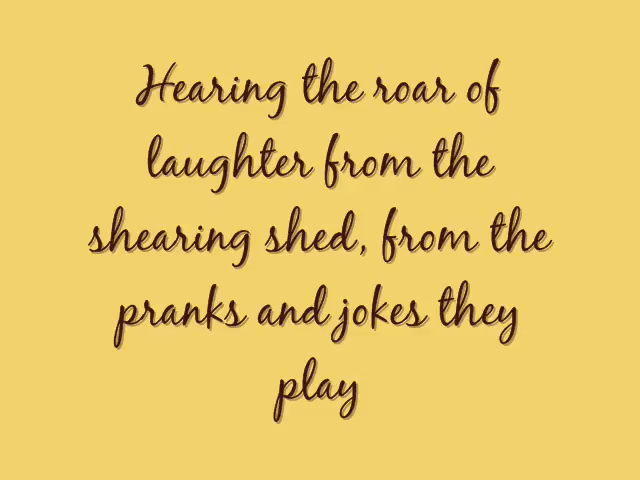 Hearing the roar of
laughter from the
shearing shed, from the
pranks and jokes they
play